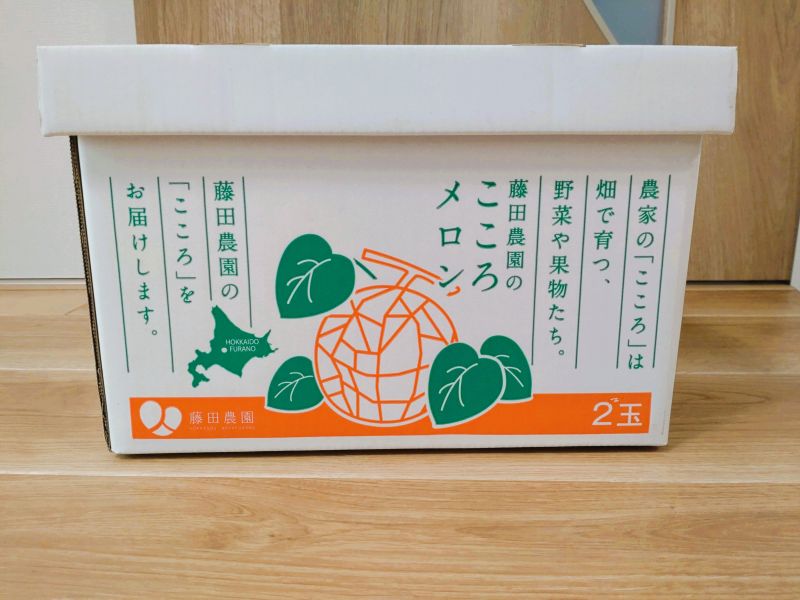 農家の「こころ」は
畑で育つ、
野菜や果物たち。
藤田農園の
こころ
メロン
藤田農園の
「こころ」を
お届けします。
HOKKAIDO
FURANO
藤田農園
2玉